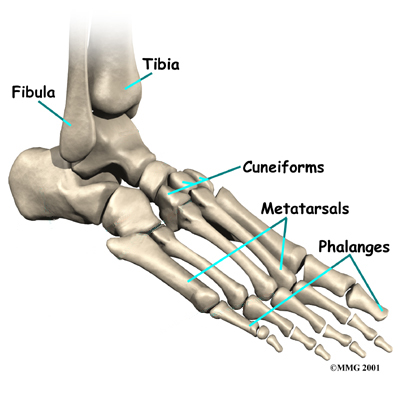 Tibia
Fibula
Cuneiforms
Metatarsals
Phalanges
©MMG 2001